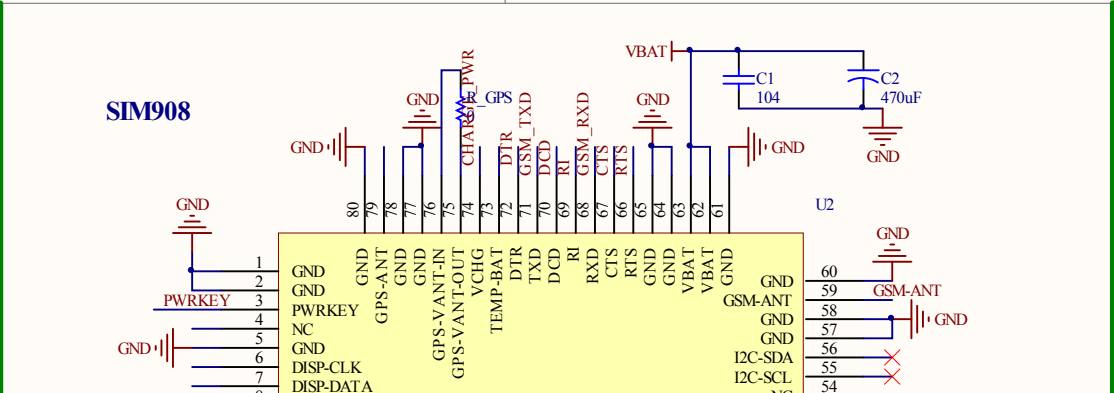 VBAT
C1
C2
104
470uF
GND
SIM908
GND
R_GPS
CHARGE_PWR
DTR
GSM_TXD
DCD
RI
GSM_RXD
CTS
RTS
GND
GND
GND
80
79
78
77
76
75
74
73
72
71
70
69
68
67
66
65
64
63
62
61
U2
GND
GPS-ANT
GND
GND
GPS-VANT-IN
GPS-VANT-OUT
VCHG
TEMP-BAT
DTR
TXD
DCD
RI
RXD
CTS
RTS
GND
GND
VBAT
VBAT
GND
GND
1 GND
2 GND
PWRKEY 3 PWRKEY
4 NC
GND 5 GND
6 DISP-CLK
7 DISP-DATA
GND
GND 60
GSM-ANT 59 GSM-ANT
GND 58 GND
GND 57
I2C-SDA 56
I2C-SCL 55
NC 54